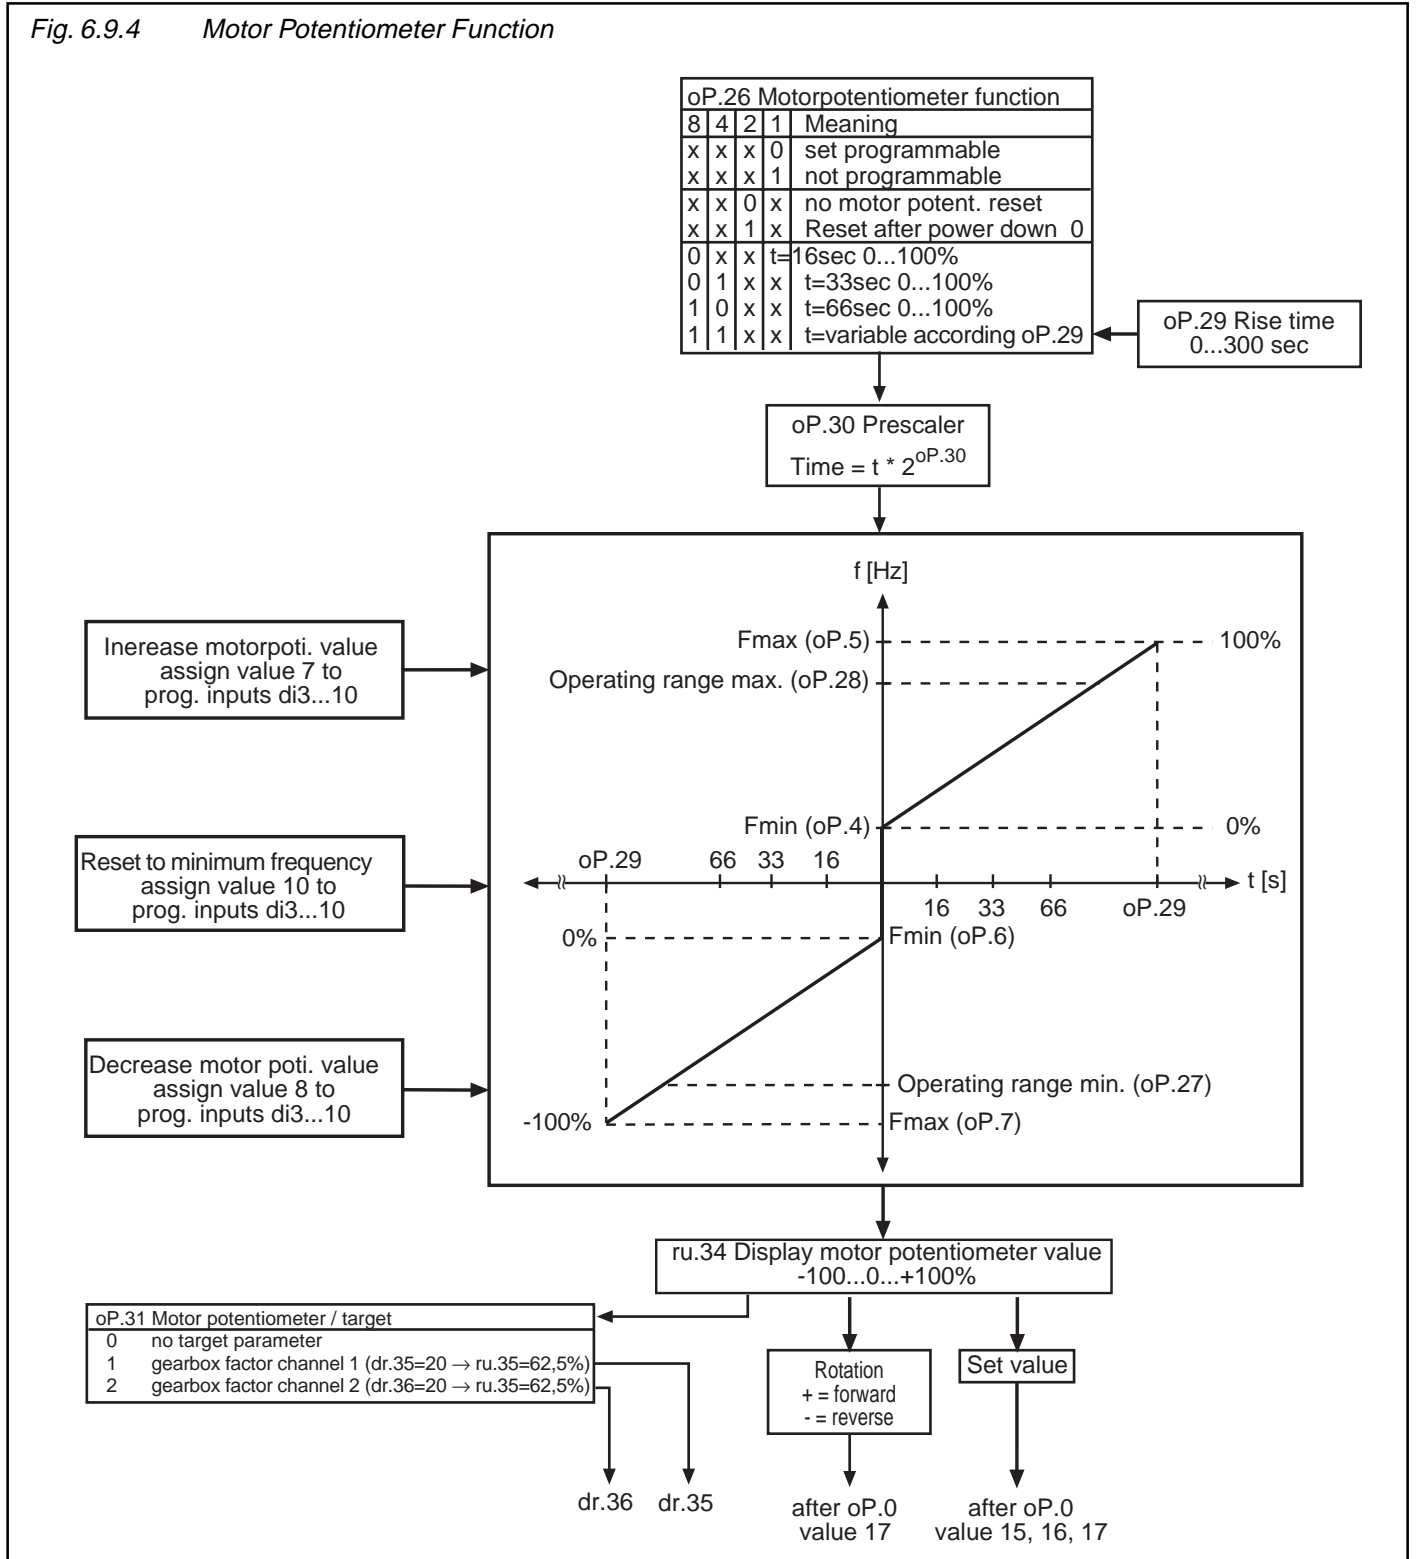 Fig. 6.9.4 Motor Potentiometer Function
oP.26 Motorpotentiometer function
8 4 2 1 Meaning
x x x 0 set programmable
x x x 1 not programmable
x x 0 x no motor potent. reset
x x 1 x Reset after power down 0
0 x x t=16sec 0...100%
0 1 x x t=33sec 0...100%
1 0 x x t=66sec 0...100%
1 1 x x t=variable according oP.29
oP.29 Rise time
0...300 sec
oP.30 Prescaler
Time = t * 2^oP.30
f [Hz]
Fmax (oP.5)
100%
Operating range max. (oP.28)
Fmin (oP.4)
0%
oP.29 66 33 16
t [s]
16 33 66 oP.29
0%
Fmin (oP.6)
Operating range min. (oP.27)
-100%
Fmax (oP.7)
Inerease motorpoti. value
assign value 7 to
prog. inputs di3...10
Reset to minimum frequency
assign value 10 to
prog. inputs di3...10
Decrease motor poti. value
assign value 8 to
prog. inputs di3...10
ru.34 Display motor potentiometer value
-100...0...+100%
oP.31 Motor potentiometer / target
0 no target parameter
1 gearbox factor channel 1 (dr.35=20 → ru.35=62,5%)
2 gearbox factor channel 2 (dr.36=20 → ru.35=62,5%)
dr.36 dr.35
Rotation
+ = forward
- = reverse
after oP.0
value 17
Set value
after oP.0
value 15, 16, 17